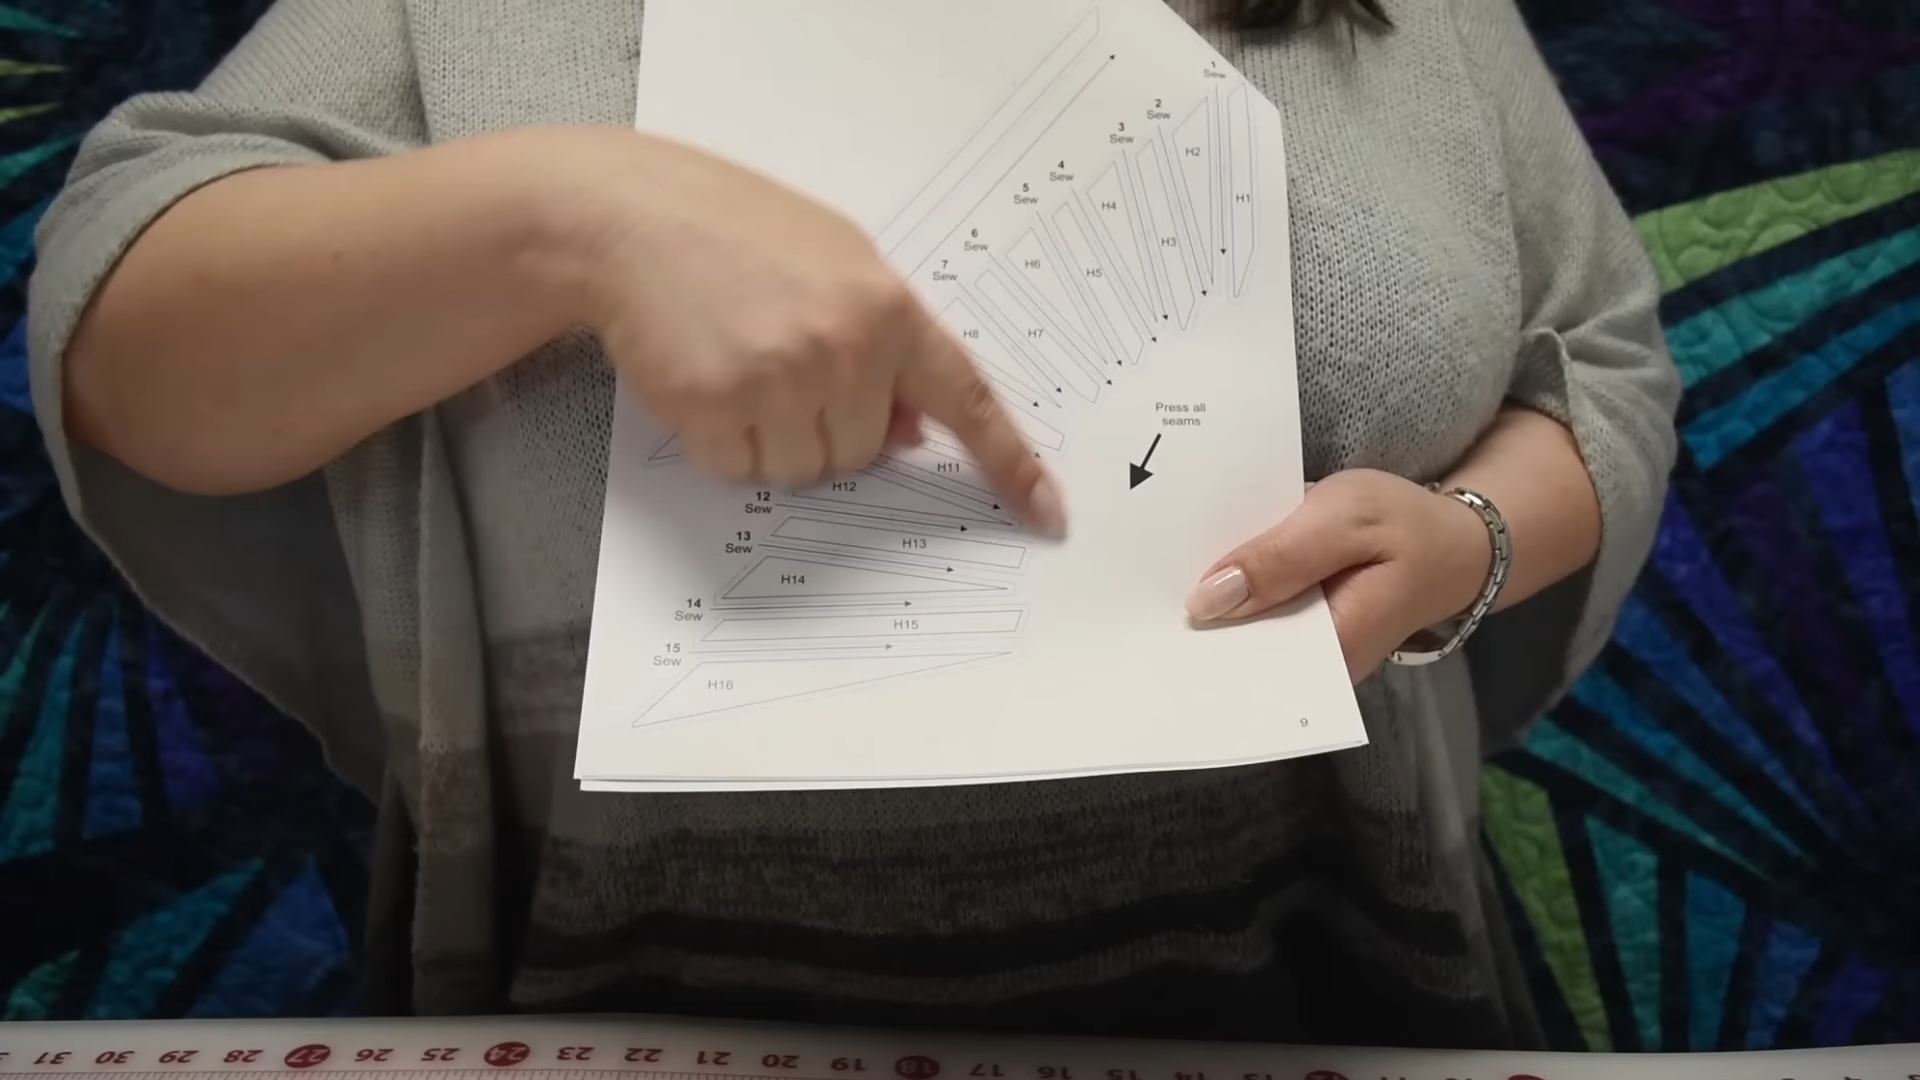 1
Sew
2
Sew
3
Sew
4
Sew
5
Sew
6
Sew
7
Sew
H1
H2
H3
H4
H5
H6
H7
H8
Press all
seams
H11
H12
12
Sew
13
Sew
H13
H14
14
Sew
H15
15
Sew
H16
9
31 30 29 28 27 26 25 24 23 22 21 20 19 18 17 16 15 14 13